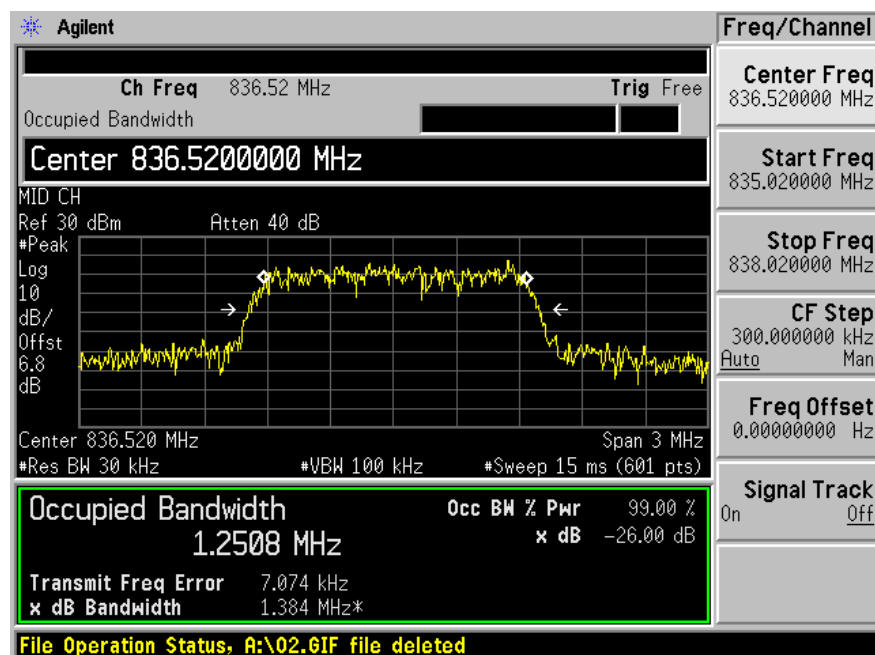 Agilent
Freq/Channel
Ch Freq 836.52 MHz Trig Free
Occupied Bandwidth
Center 836.5200000 MHz
MID CH
Ref 30 dBm Atten 40 dB
#Peak
Log
10
dB/
Offst
6.8
dB
Center 836.520 MHz Span 3 MHz
#Res BW 30 kHz #VBW 100 kHz #Sweep 15 ms (601 pts)
Occupied Bandwidth
1.2508 MHz
Occ BW % Pwr 99.00 %
x dB -26.00 dB
Transmit Freq Error 7.074 kHz
x dB Bandwidth 1.384 MHz*
File Operation Status, A:\02.GIF file deleted
Center Freq
836.520000 MHz
Start Freq
835.020000 MHz
Stop Freq
838.020000 MHz
CF Step
300.000000 kHz
Auto Man
Freq Offset
0.00000000 Hz
Signal Track
On Off